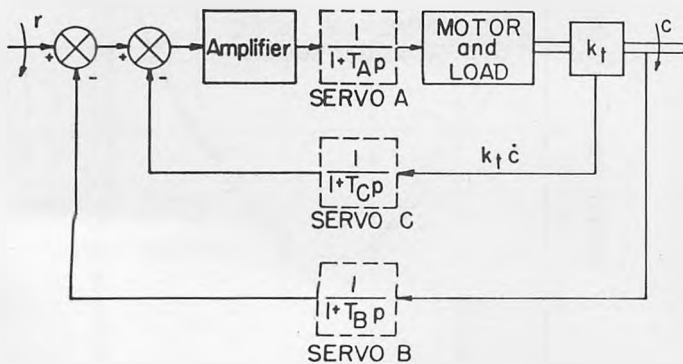 r
c
+
-
+
-
Amplifier
1
1+T_A p
SERVO A
MOTOR
and
LOAD
k_t
k_t ċ
1
1+T_C p
SERVO C
1
1+T_B p
SERVO B